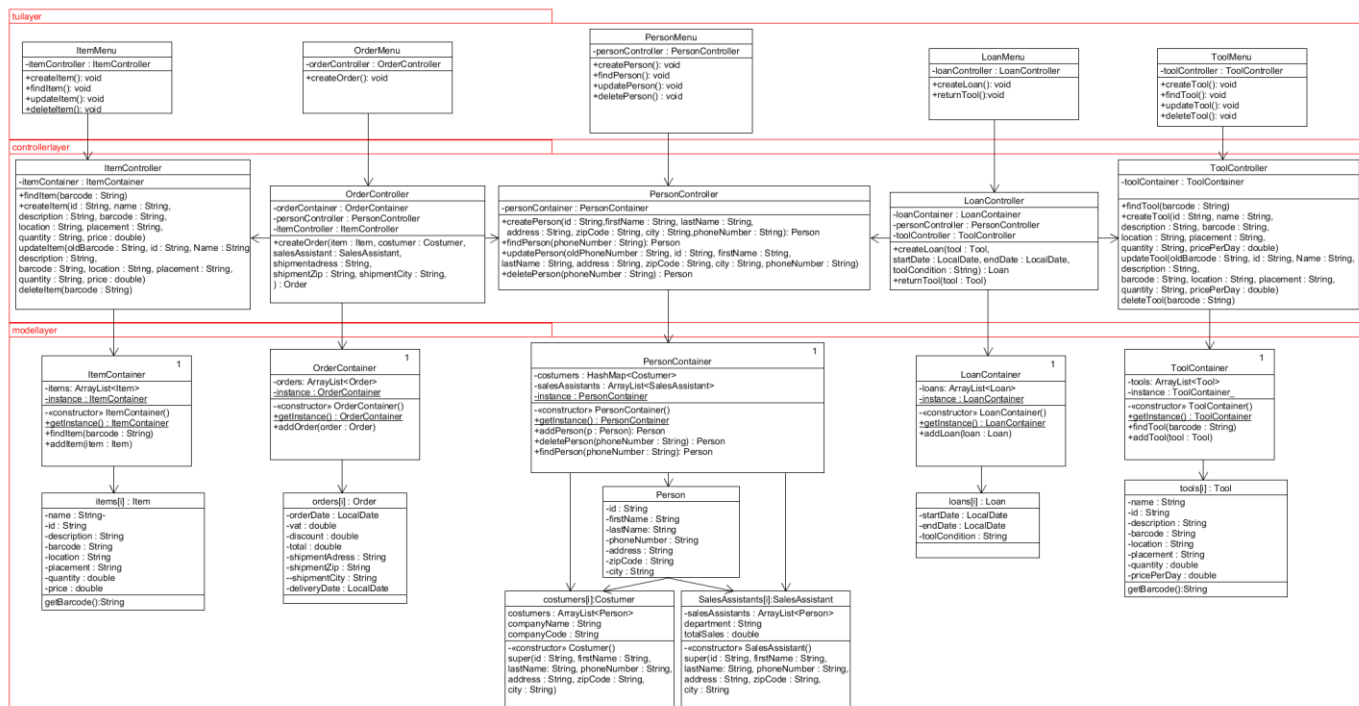 tuilayer
ItemMenu
-itemController : ItemController
+createItem(): void
+findItem(): void
+updateItem(): void
+deleteItem(): void
OrderMenu
-orderController : OrderController
+createOrder(): void
PersonMenu
-personController : PersonController
+createPerson(): void
+findPerson(): void
+updatePerson() : void
+deletePerson() : void
LoanMenu
-loanController : LoanController
+createLoan(): void
+returnTool():void
ToolMenu
-toolController : ToolController
+createTool(): void
+findTool(): void
+updateTool(): void
+deleteTool(): void
controllerlayer
ItemController
-itemContainer : ItemContainer
+findItem(barcode : String)
+createItem(id : String, name : String,
description : String, barcode : String,
location : String, placement : String,
quantity : String, price : double)
updateItem(oldBarcode : String, id : String, Name : String
description : String,
barcode : String, location : String, placement : String,
quantity : String, price : double)
deleteItem(barcode : String)
OrderController
-orderContainer : OrderContainer
-personController : PersonController
-itemController : ItemController
+createOrder(item : Item, costumer : Costumer,
salesAssistant : SalesAssistant,
shipmentadress : String,
shipmentZip : String, shipmentCity : String,
) : Order
PersonController
-personContainer : PersonContainer
+createPerson(id : String,firstName : String, lastName : String,
address : String, zipCode : String, city : String,phoneNumber : String): Person
+findPerson(phoneNumber : String): Person
+updatePerson(oldPhoneNumber : String, id : String, firstName : String,
lastName : String, address : String, zipCode : String, city : String, phoneNumber : String)
+deletePerson(phoneNumber : String) : Person
LoanController
-loanContainer : LoanContainer
-personController : PersonController
-toolController : ToolController
+createLoan(tool : Tool,
startDate : LocalDate, endDate : LocalDate,
toolCondition : String) : Loan
+returnTool(tool : Tool)
ToolController
-toolContainer : ToolContainer
+findTool(barcode : String)
+createTool(id : String, name : String,
description : String, barcode : String,
location : String, placement : String,
quantity : String, pricePerDay : double)
updateTool(oldBarcode : String, id : String, Name : String,
description : String,
barcode : String, location : String, placement : String,
quantity : String, pricePerDay : double)
deleteTool(barcode : String)
modellayer
1
ItemContainer
-items: ArrayList<Item>
-instance : ItemContainer
-«constructor» ItemContainer()
+getInstance() : ItemContainer
+findItem(barcode : String)
+addItem(item : Item)
1
OrderContainer
-orders: ArrayList<Order>
-instance : OrderContainer
-«constructor» OrderContainer()
+getInstance() : OrderContainer
+addOrder(order : Order)
1
PersonContainer
-costumers : HashMap<Costumer>
-salesAssistants : ArrayList<SalesAssistant>
-instance : PersonContainer
-«constructor» PersonContainer()
+getInstance() : PersonContainer
+addPerson(p : Person): Person
+deletePerson(phoneNumber : String) : Person
+findPerson(phoneNumber : String): Person
1
LoanContainer
-loans: ArrayList<Loan>
-instance : LoanContainer
-«constructor» LoanContainer()
+getInstance() : LoanContainer
+addLoan(loan : Loan)
1
ToolContainer
-tools: ArrayList<Tool>
-instance : ToolContainer_
-«constructor» ToolContainer()
+getInstance() : ToolContainer
+findTool(barcode : String)
+addTool(tool : Tool)
items[i] : Item
-name : String-
-id : String
-description : String
-barcode : String
-location : String
-placement : String
-quantity : double
-price : double
getBarcode():String
orders[i] : Order
-orderDate : LocalDate
-vat : double
-discount : double
-total : double
-shipmentAdress : String
-shipmentZip : String
--shipmentCity : String
-deliveryDate : LocalDate
Person
-id : String
-firstName : String
-lastName: String
-phoneNumber : String
-address : String
-zipCode : String
-city : String
loans[i] : Loan
-startDate : LocalDate
-endDate : LocalDate
-toolCondition : String
tools[i] : Tool
-name : String
-id : String
-description : String
-barcode : String
-location : String
-placement : String
-quantity : double
-pricePerDay : double
getBarcode():String
costumers[i]:Costumer
costumers : ArrayList<Person>
companyName : String
companyCode : String
-«constructor» Costumer()
super(id : String, firstName : String,
lastName: String, phoneNumber : String,
address : String, zipCode : String,
city : String)
SalesAssistants[i]:SalesAssistant
-salesAssistants : ArrayList<Person>
department : String
totalSales : double
-«constructor» SalesAssistant()
super(id : String, firstName : String,
lastName : String, phoneNumber : String,
address : String, zipCode : String,
city : String